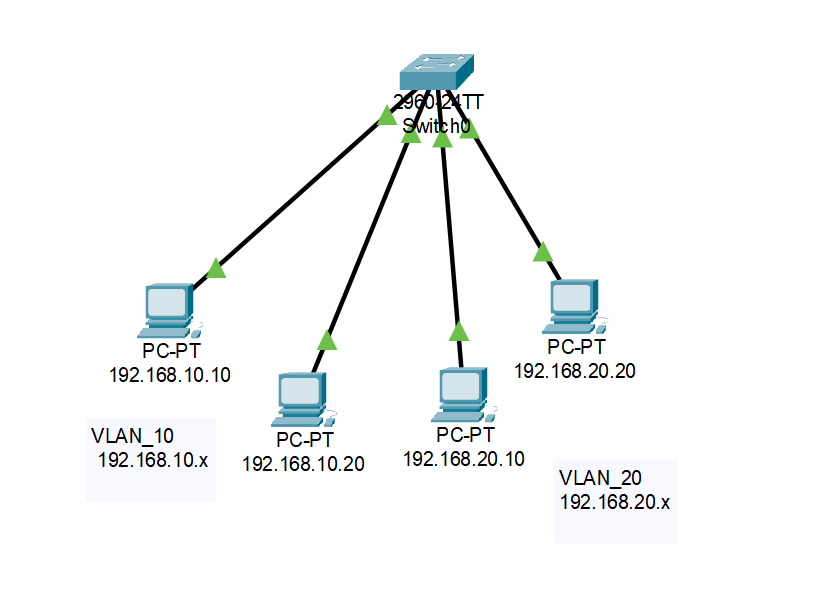 2960-24TT
Switch0
PC-PT
192.168.10.10
PC-PT
192.168.20.20
VLAN_10
192.168.10.x
PC-PT
192.168.10.20
PC-PT
192.168.20.10
VLAN_20
192.168.20.x